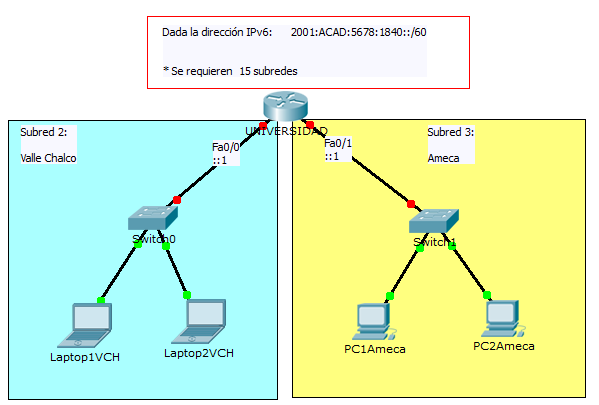 Dada la dirección IPv6: 2001:ACAD:5678:1840::/60
* Se requieren 15 subredes
UNIVERSIDAD
Subred 2:
Valle Chalco
Fa0/0
::1
Fa0/1
::1
Subred 3:
Ameca
Switch0
Switch1
Laptop1VCH
Laptop2VCH
PC1Ameca
PC2Ameca